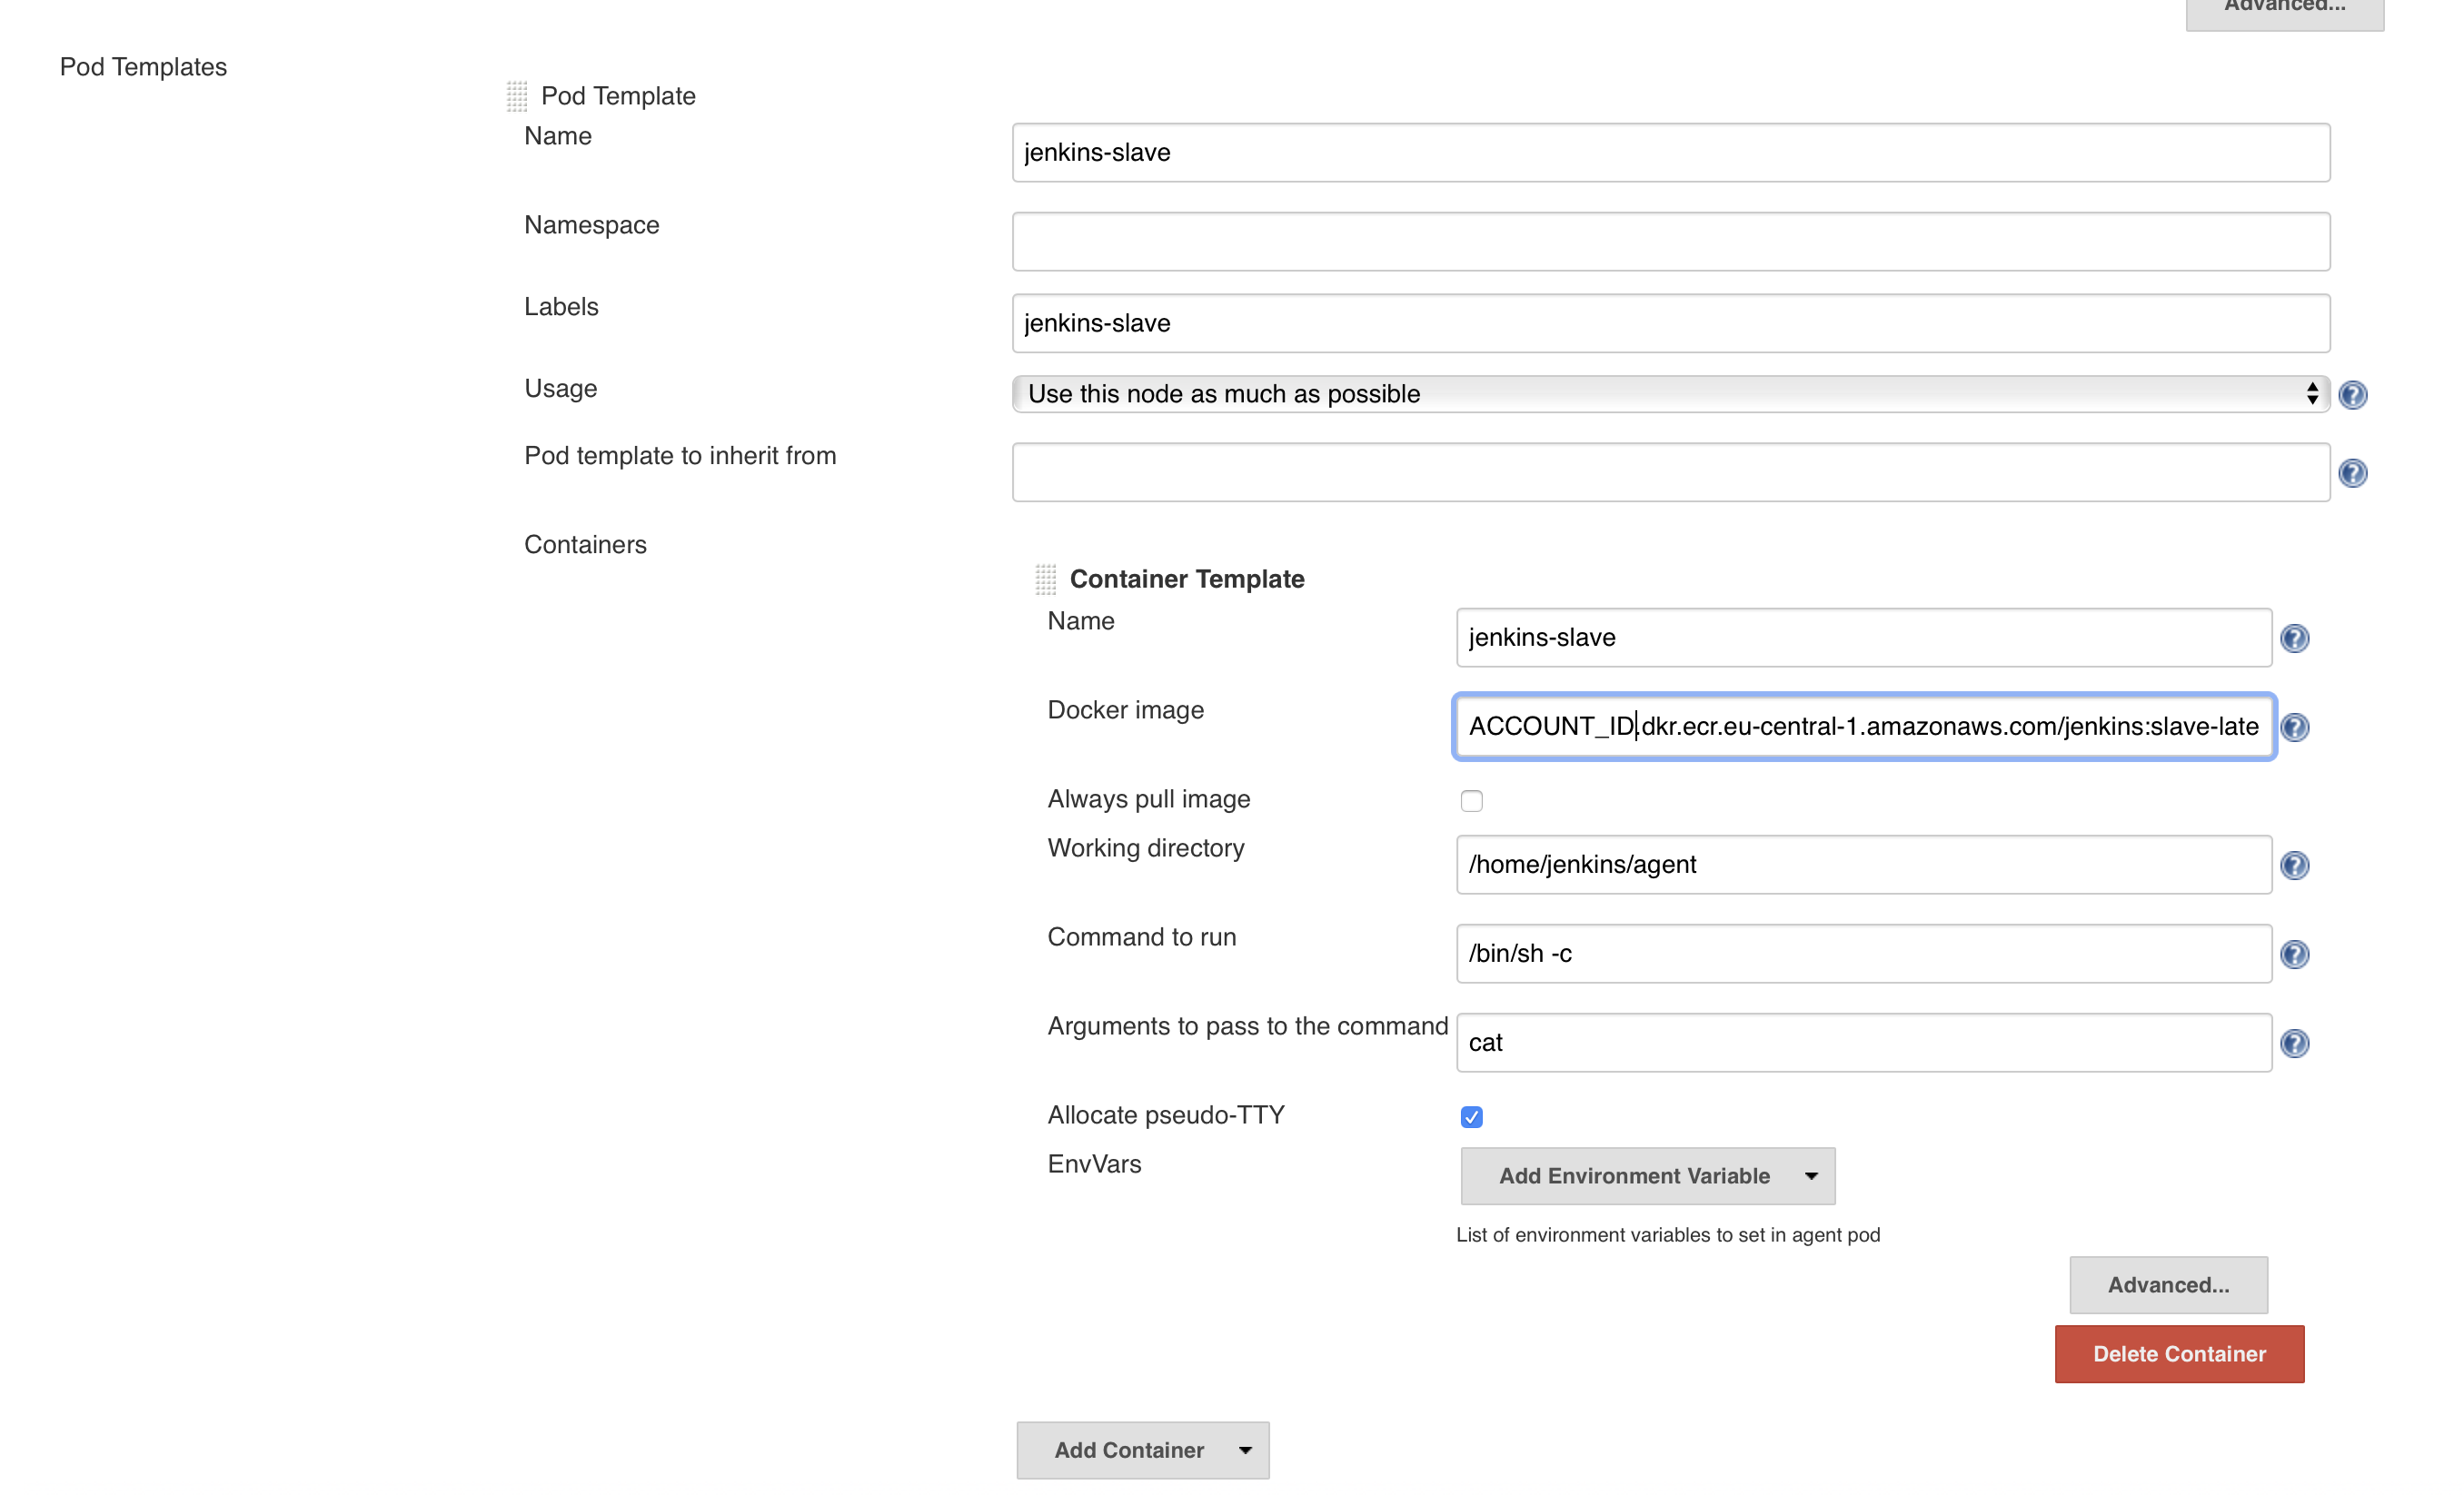 Advanced...
Pod Templates
Pod Template
Name
jenkins-slave
Namespace
Labels
jenkins-slave
Usage
Use this node as much as possible
Pod template to inherit from
Containers
Container Template
Name
jenkins-slave
Docker image
ACCOUNT_ID.dkr.ecr.eu-central-1.amazonaws.com/jenkins:slave-late
Always pull image
Working directory
/home/jenkins/agent
Command to run
/bin/sh -c
Arguments to pass to the command
cat
Allocate pseudo-TTY
EnvVars
Add Environment Variable
List of environment variables to set in agent pod
Advanced...
Delete Container
Add Container